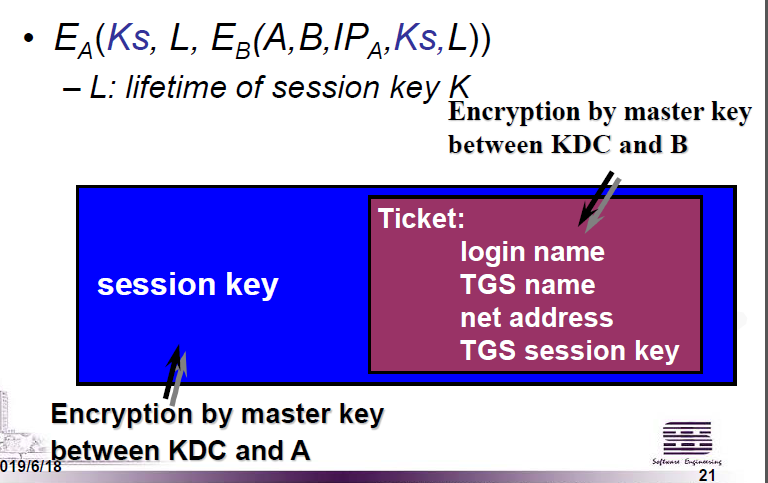 • E_A(Ks, L, E_B(A,B,IP_A,Ks,L))
– L: lifetime of session key K
Encryption by master key
between KDC and B
Ticket:
login name
TGS name
net address
TGS session key
session key
Encryption by master key
between KDC and A
019/6/18
Software Engineering
21